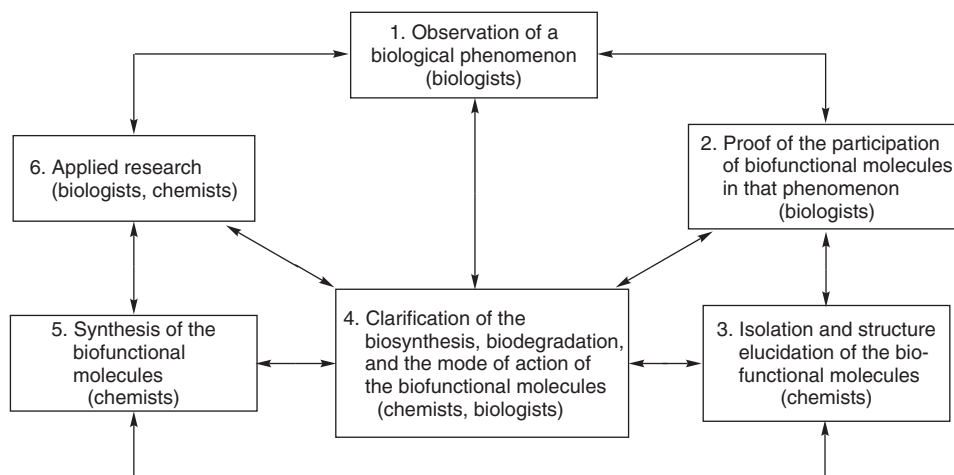 1. Observation of a
biological phenomenon
(biologists)
2. Proof of the participation
of biofunctional molecules
in that phenomenon
(biologists)
6. Applied research
(biologists, chemists)
3. Isolation and structure
elucidation of the bio-
functional molecules
(chemists)
4. Clarification of the
biosynthesis, biodegradation,
and the mode of action of
the biofunctional molecules
(chemists, biologists)
5. Synthesis of the
biofunctional
molecules
(chemists)